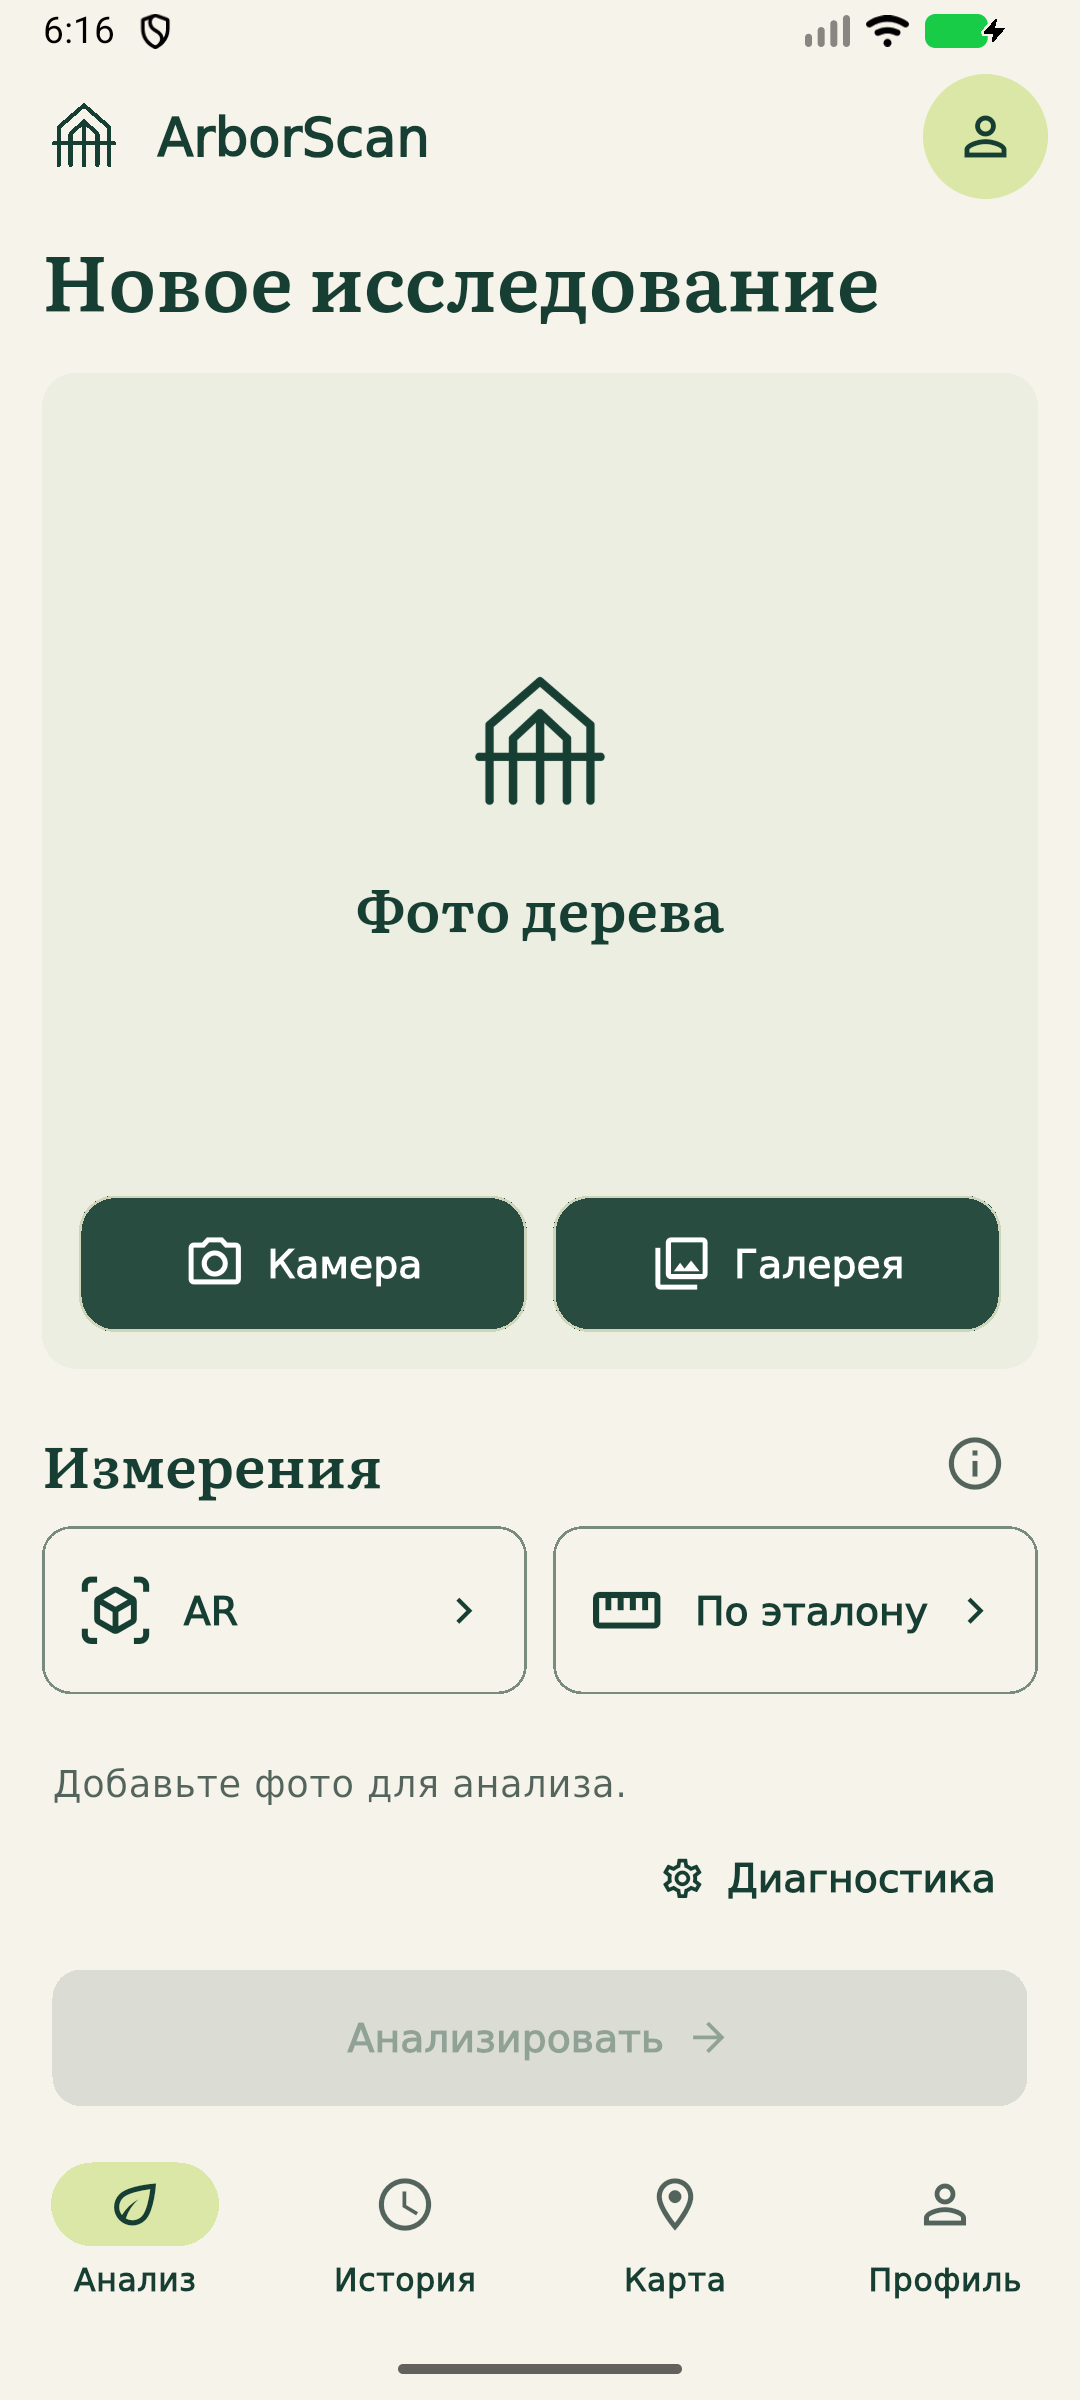 6:16
ArborScan
Новое исследование
Фото дерева
Камера
Галерея
Измерения
AR
По эталону
Добавьте фото для анализа.
Диагностика
Анализировать
Анализ
История
Карта
Профиль